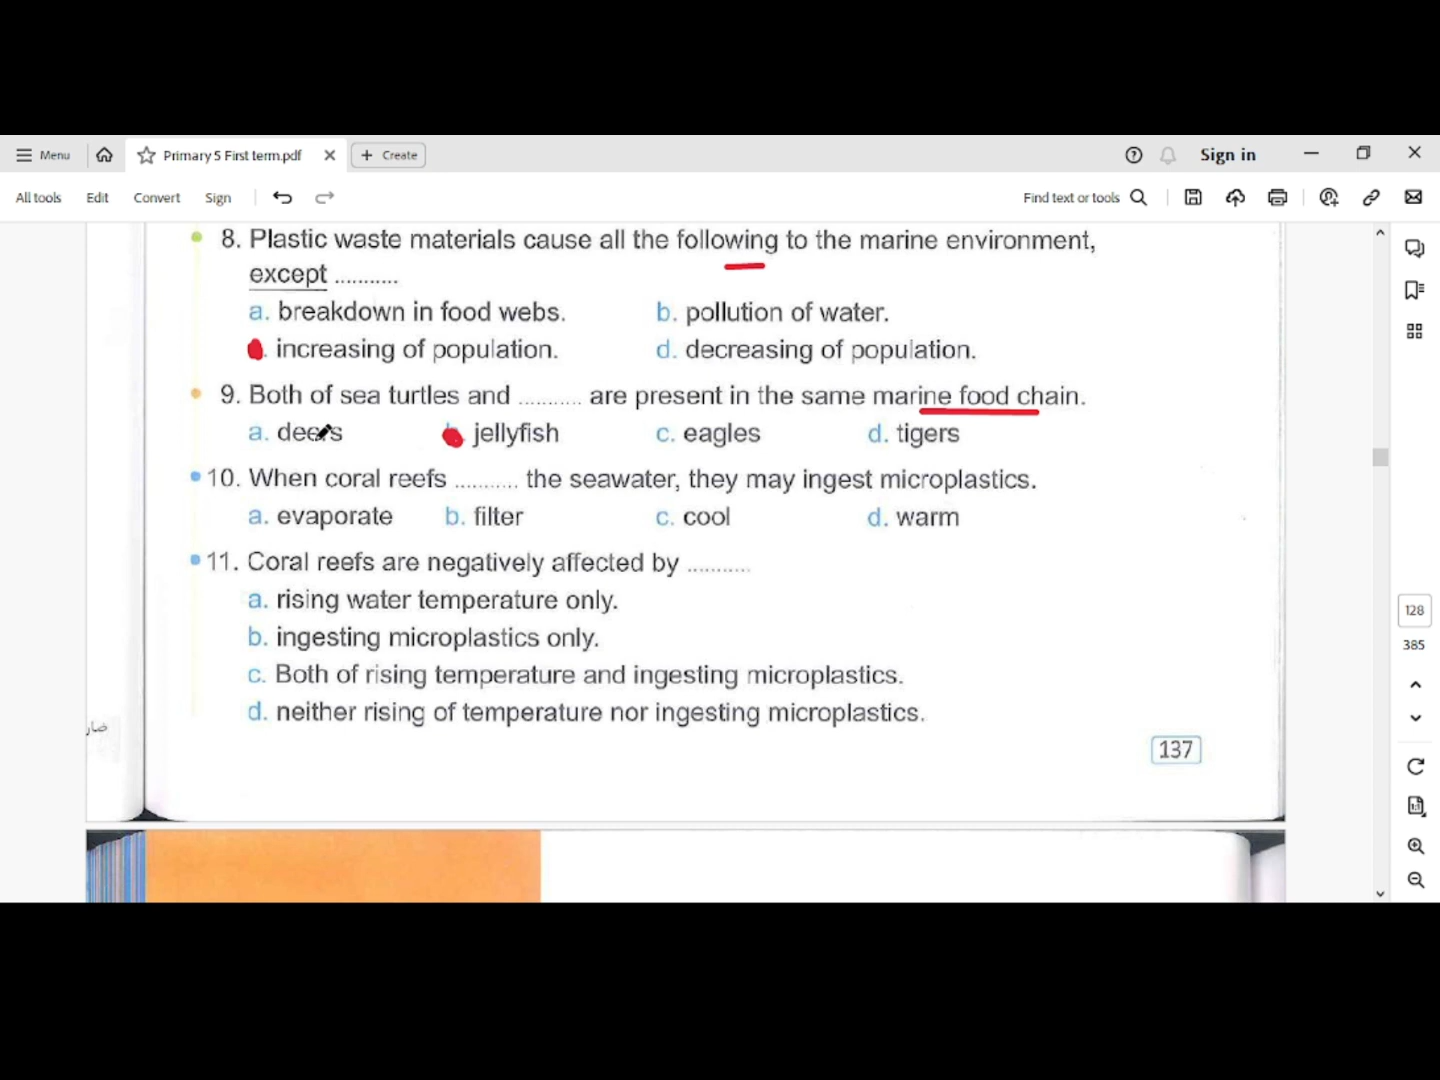 Menu
Primary 5 First term.pdf
Create
Sign in
All tools Edit Convert Sign
Find text or tools
8. Plastic waste materials cause all the following to the marine environment,
except ...........
a. breakdown in food webs. b. pollution of water.
. increasing of population. d. decreasing of population.
9. Both of sea turtles and .......... are present in the same marine food chain.
a. deers jellyfish c. eagles d. tigers
10. When coral reefs .......... the seawater, they may ingest microplastics.
a. evaporate b. filter c. cool d. warm
11. Coral reefs are negatively affected by ..........
a. rising water temperature only.
b. ingesting microplastics only.
c. Both of rising temperature and ingesting microplastics.
d. neither rising of temperature nor ingesting microplastics.
ضار
137
128
385